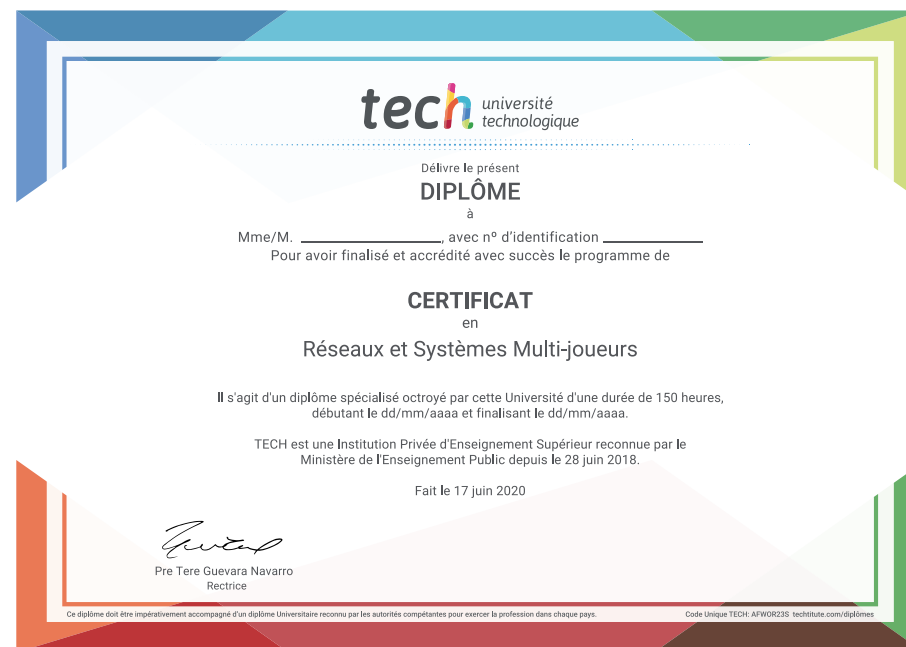 tech université
technologique
Délivre le présent
DIPLÔME
à
Mme/M. ____________________, avec nº d'identification ______________
Pour avoir finalisé et accrédité avec succès le programme de
CERTIFICAT
en
Réseaux et Systèmes Multi-joueurs
Il s'agit d'un diplôme spécialisé octroyé par cette Université d'une durée de 150 heures,
débutant le dd/mm/aaaa et finalisant le dd/mm/aaaa.
TECH est une Institution Privée d'Enseignement Supérieur reconnue par le
Ministère de l'Enseignement Public depuis le 28 juin 2018.
Fait le 17 juin 2020
Pre Tere Guevara Navarro
Rectrice
Ce diplôme doit être impérativement accompagné d'un diplôme Universitaire reconnu par les autorités compétantes pour exercer la profession dans chaque pays.
Code Unique TECH: AFWOR23S techtitute.com/diplômes